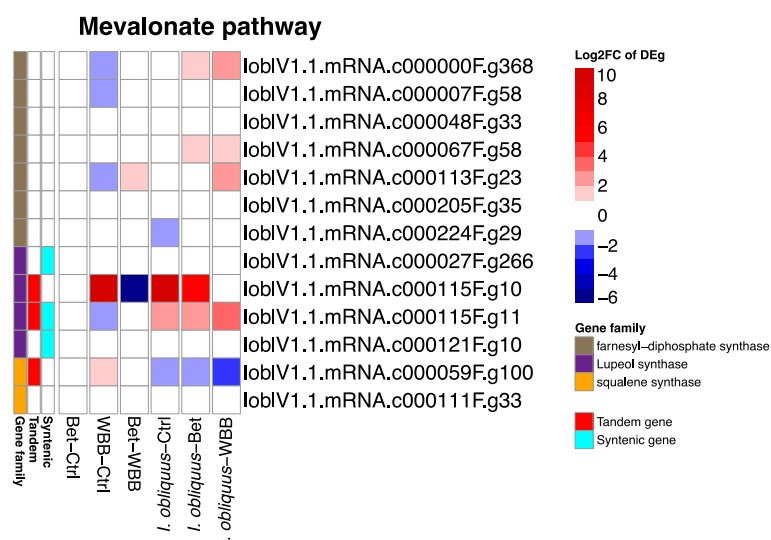 Mevalonate pathway
IoblV1.1.mRNA.c000000F.g368
IoblV1.1.mRNA.c000007F.g58
IoblV1.1.mRNA.c000048F.g33
IoblV1.1.mRNA.c000067F.g58
IoblV1.1.mRNA.c000113F.g23
IoblV1.1.mRNA.c000205F.g35
IoblV1.1.mRNA.c000224F.g29
IoblV1.1.mRNA.c000027F.g266
IoblV1.1.mRNA.c000115F.g10
IoblV1.1.mRNA.c000115F.g11
IoblV1.1.mRNA.c000121F.g10
IoblV1.1.mRNA.c000059F.g100
IoblV1.1.mRNA.c000111F.g33
Gene family
Tandem
Syntenic
Bet−Ctrl
WBB−Ctrl
Bet−WBB
I. obliqnuus−Ctrl
I. obliqnuus−Bet
obliqnuus−WBB
Log2FC of DEg
10
8
6
4
2
0
−2
−4
−6
Gene family
farnesyl−diphosphate synthase
Lupeol synthase
squalene synthase
Tandem gene
Syntenic gene